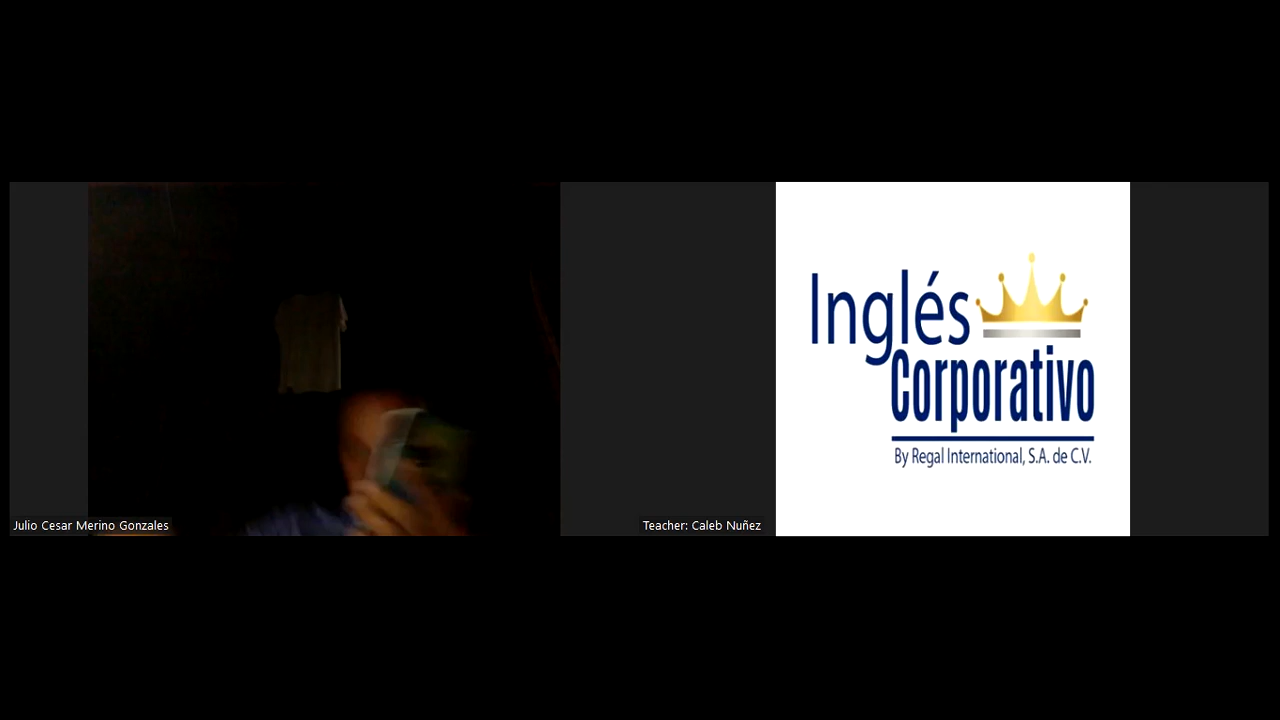 Inglés
Corporativo
By Regal International, S.A. de C.V.
Julio Cesar Merino Gonzales
Teacher: Caleb Nuñez